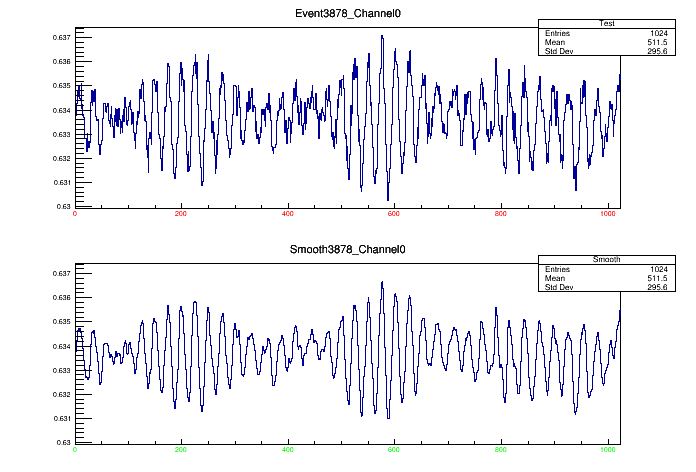 Event3878_Channel0
Test
Entries 1024
Mean 511.5
Std Dev 295.6
0.637
0.636
0.635
0.634
0.633
0.632
0.631
0.63
0 200 400 600 800 1000
Smooth3878_Channel0
Smooth
Entries 1024
Mean 511.5
Std Dev 295.6
0.637
0.636
0.635
0.634
0.633
0.632
0.631
0.63
0 200 400 600 800 1000